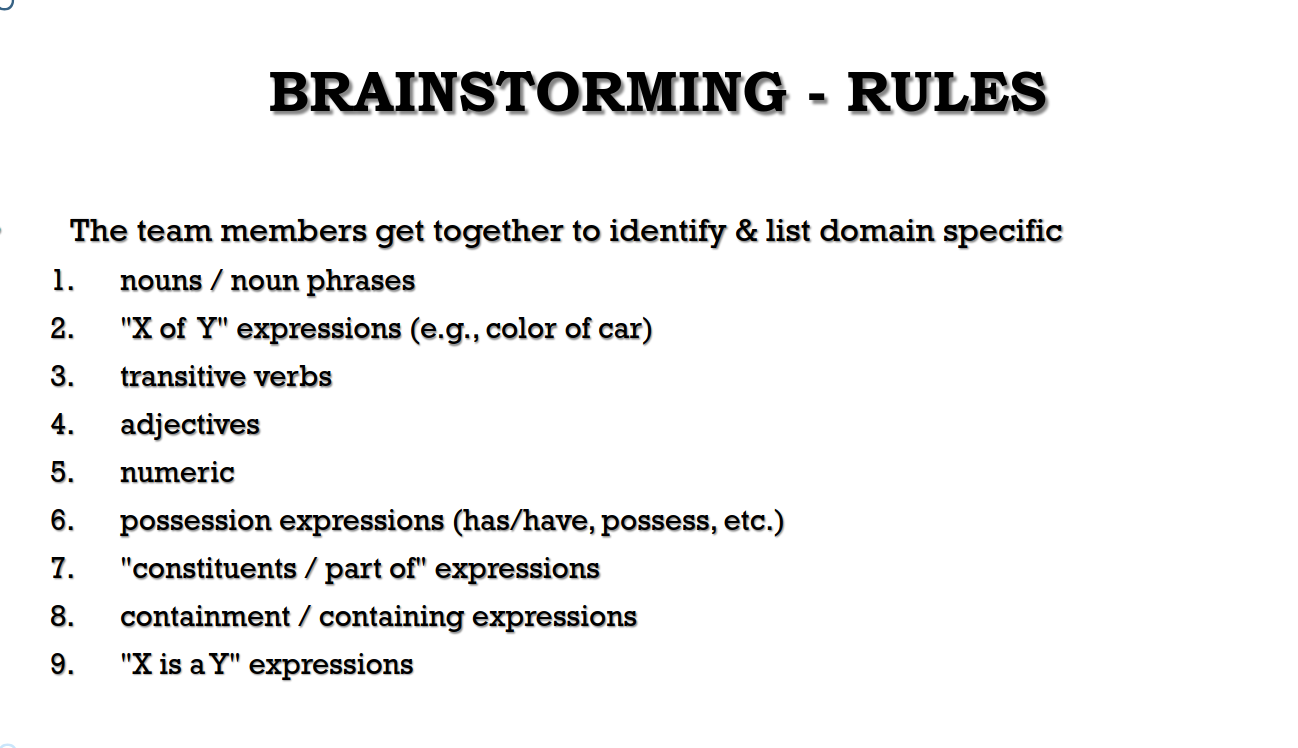 BRAINSTORMING - RULES
The team members get together to identify & list domain specific
1. nouns / noun phrases
2. "X of Y" expressions (e.g., color of car)
3. transitive verbs
4. adjectives
5. numeric
6. possession expressions (has/have, possess, etc.)
7. "constituents / part of" expressions
8. containment / containing expressions
9. "X is a Y" expressions